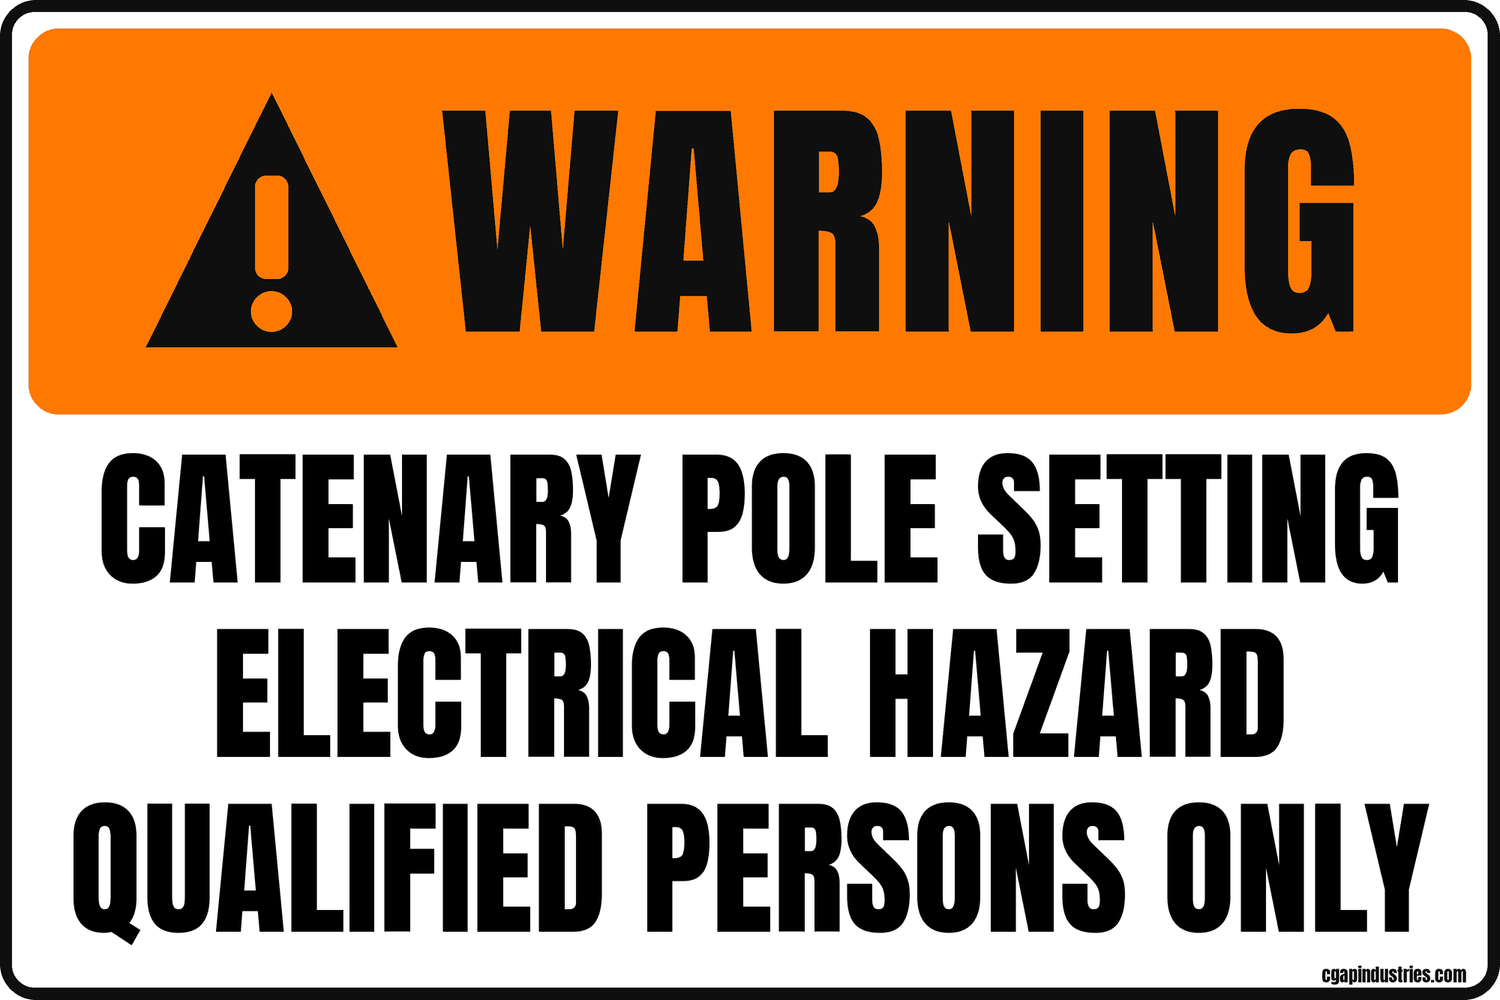 WARNING
CATENARY POLE SETTING
ELECTRICAL HAZARD
QUALIFIED PERSONS ONLY
cgapindustries.com